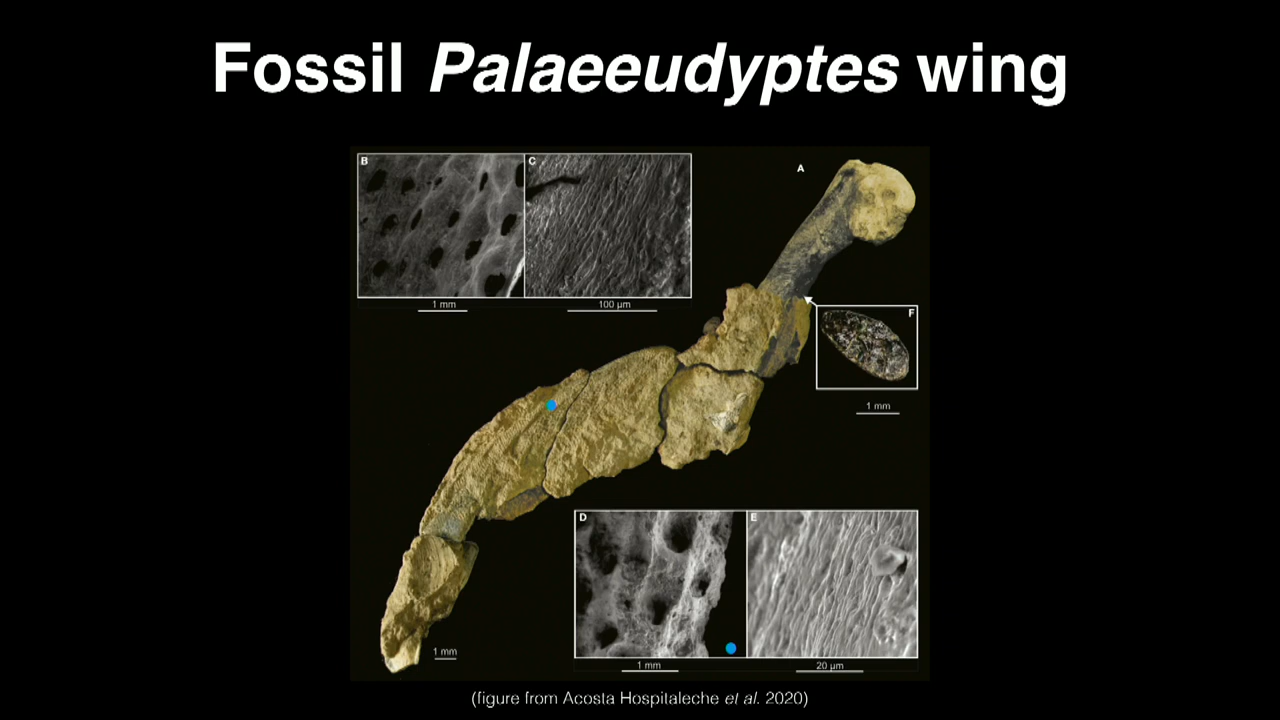 Fossil Palaeeudyptes wing
B
C
A
1 mm
100 µm
F
1 mm
D
E
1 mm
1 mm
20 µm
(figure from Acosta Hospitaleche et al. 2020)